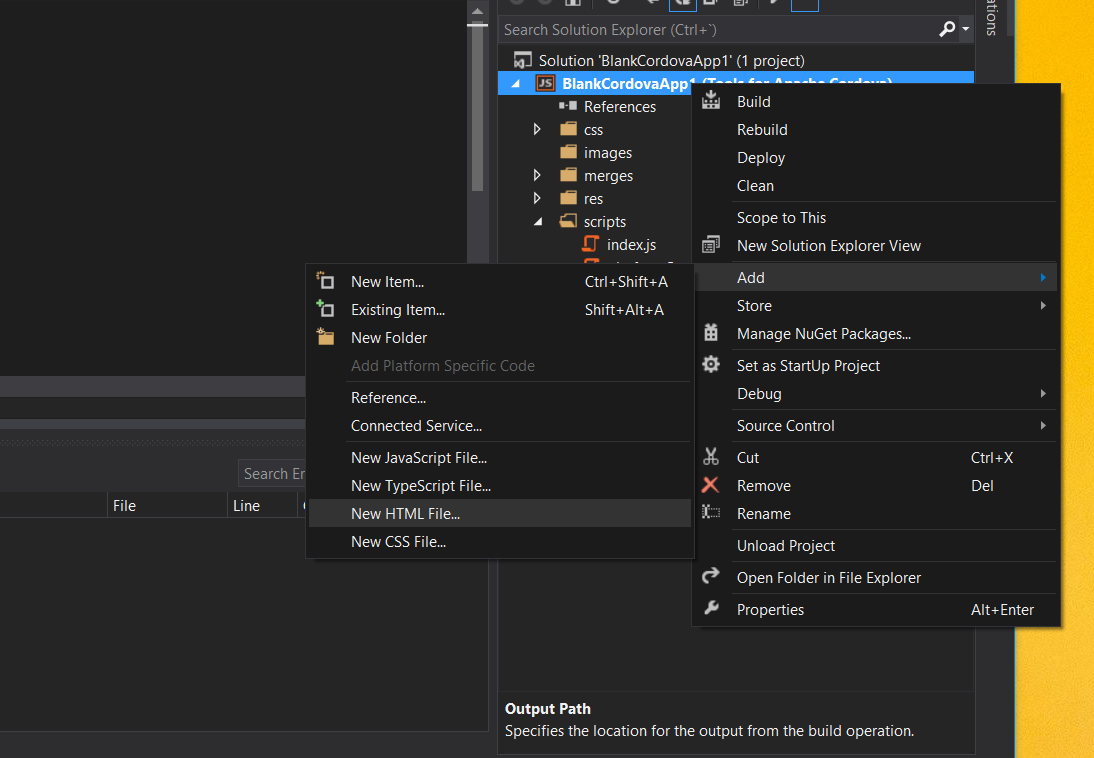 ations
Search Solution Explorer (Ctrl+`)
Solution 'BlankCordovaApp1' (1 project)
JS BlankCordovaApp1 (Tools for Apache Cordova)
References
css
images
merges
res
scripts
index.js
Build
Rebuild
Deploy
Clean
Scope to This
New Solution Explorer View
Add
Store
Manage NuGet Packages...
Set as StartUp Project
Debug
Source Control
Cut Ctrl+X
Remove Del
Rename
Unload Project
Open Folder in File Explorer
Properties Alt+Enter
New Item... Ctrl+Shift+A
Existing Item... Shift+Alt+A
New Folder
Add Platform Specific Code
Reference...
Connected Service...
New JavaScript File...
New TypeScript File...
New HTML File...
New CSS File...
Search Er
File Line
Output Path
Specifies the location for the output from the build operation.